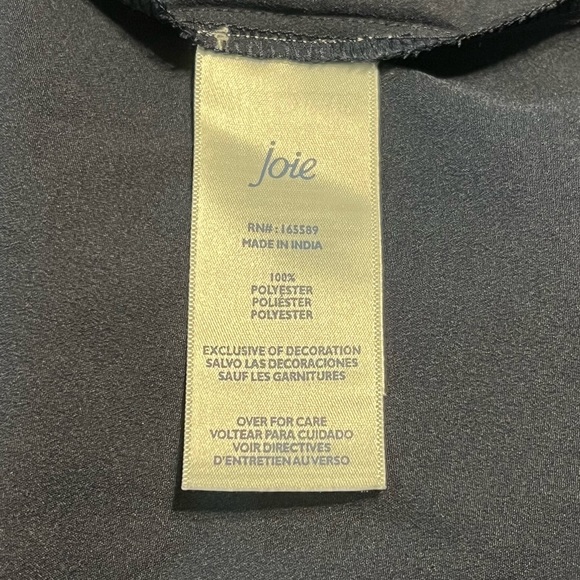 joie
RN#: 165589
MADE IN INDIA
100%
POLYESTER
POLIÉSTER
POLYESTER
EXCLUSIVE OF DECORATION
SALVO LAS DECORACIONES
SAUF LES GARNITURES
OVER FOR CARE
VOLTEAR PARA CUIDADO
VOIR DIRECTIVES
D'ENTRETIEN AU VERSO